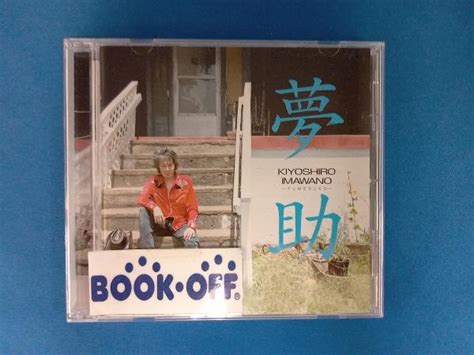 夢助
KIYOSHIRO
IMAWANO
~YUMESUKE~
BOOK・OFF®